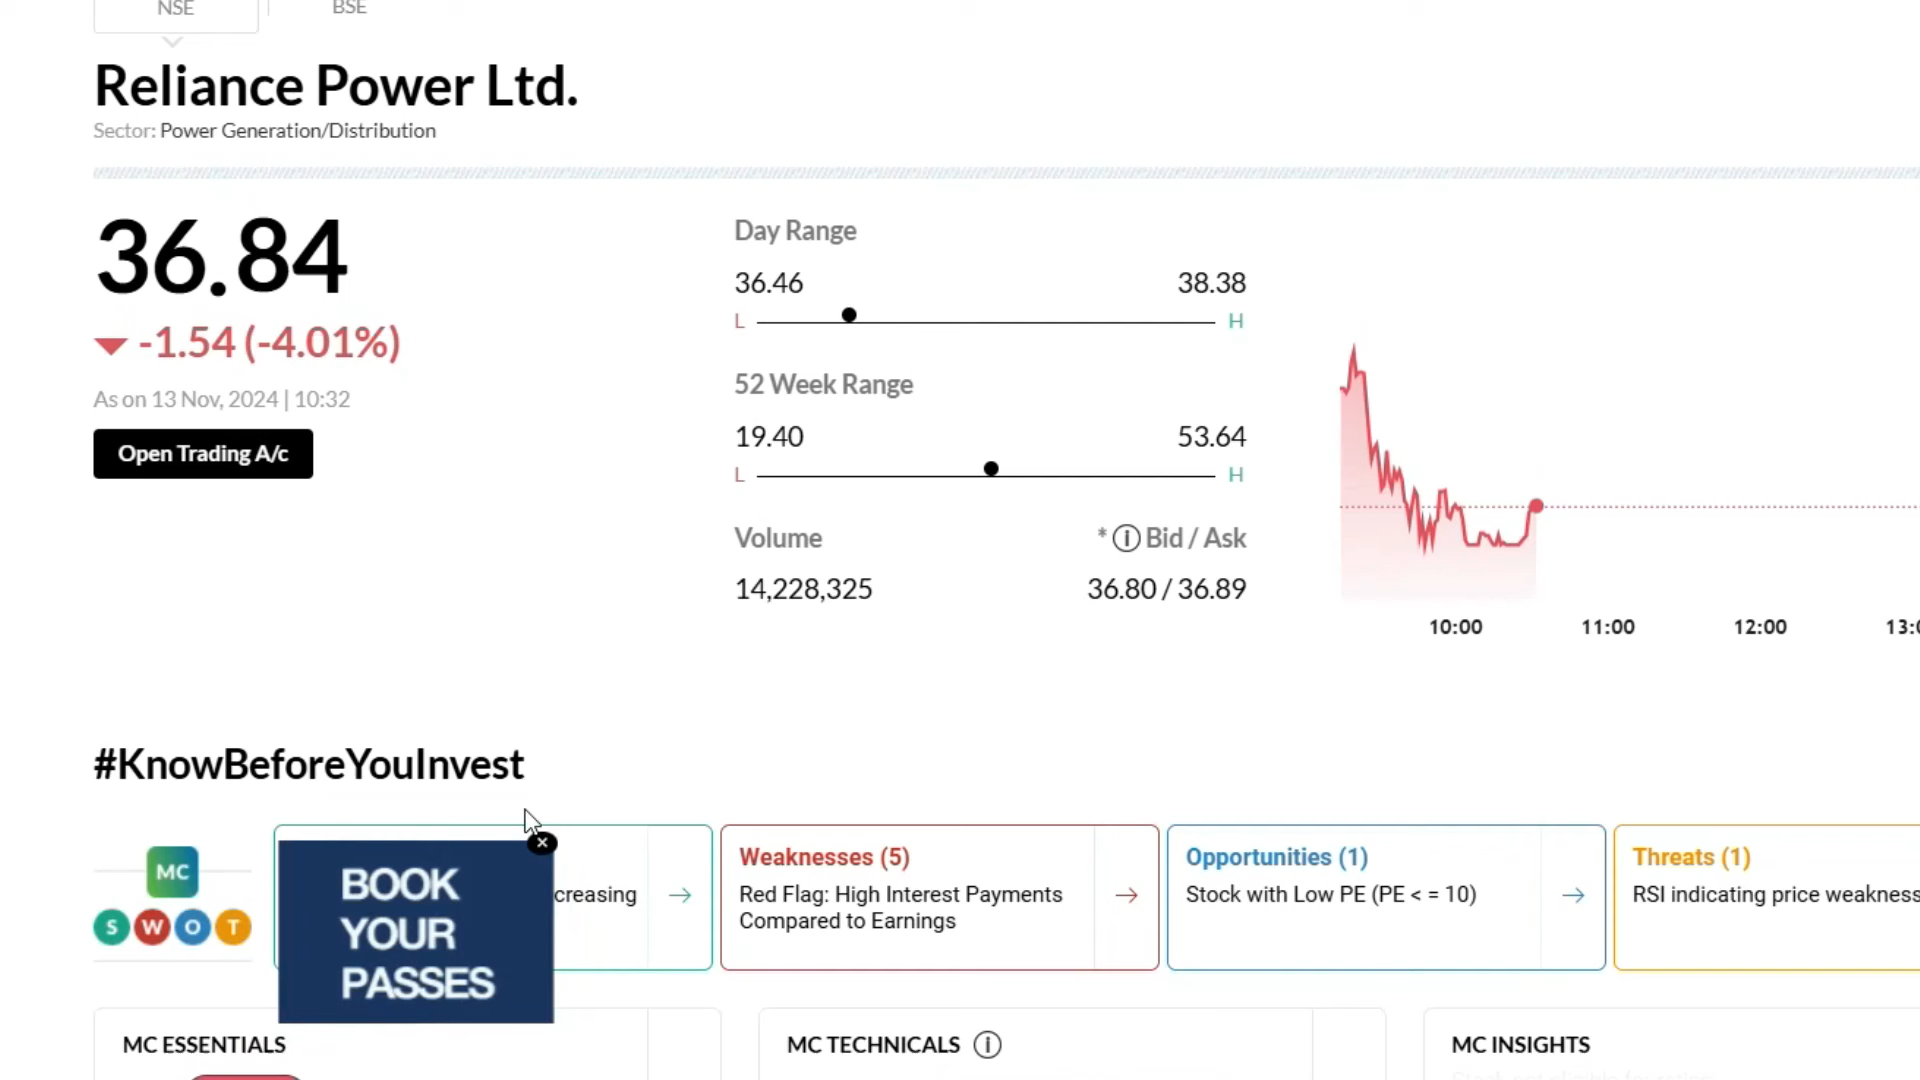 NSE
BSE
Reliance Power Ltd.
Sector: Power Generation/Distribution
36.84
-1.54 (-4.01%)
As on 13 Nov, 2024 | 10:32
Open Trading A/c
Day Range
36.46 38.38
L H
52 Week Range
19.40 53.64
L H
Volume * i Bid / Ask
14,228,325 36.80 / 36.89
10:00 11:00 12:00
#KnowBeforeYouInvest
MC
S W O T
BOOK
YOUR
PASSES
Weaknesses (5)
Red Flag: High Interest Payments
Compared to Earnings
Opportunities (1)
Stock with Low PE (PE < = 10)
Threats (1)
RSI indicating price weakness
MC ESSENTIALS
MC TECHNICALS i
MC INSIGHTS